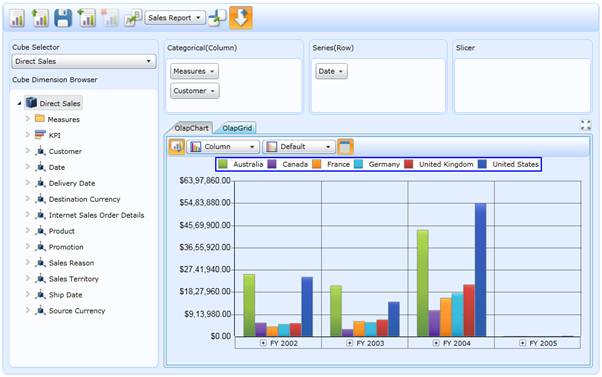 Sales Report
Cube Selector
Direct Sales
Cube Dimension Browser
Direct Sales
Measures
KPI
Customer
Date
Delivery Date
Destination Currency
Internet Sales Order Details
Product
Promotion
Sales Reason
Sales Territory
Ship Date
Source Currency
Categorical(Column)
Measures
Customer
Series(Row)
Date
Slicer
OlapChart
OlapGrid
Column
Default
Australia Canada France Germany United Kingdom United States
$63,97,860.00
$54,83,880.00
$45,69,900.00
$36,55,920.00
$27,41,940.00
$18,27,960.00
$9,13,980.00
$0.00
FY 2002 FY 2003 FY 2004 FY 2005